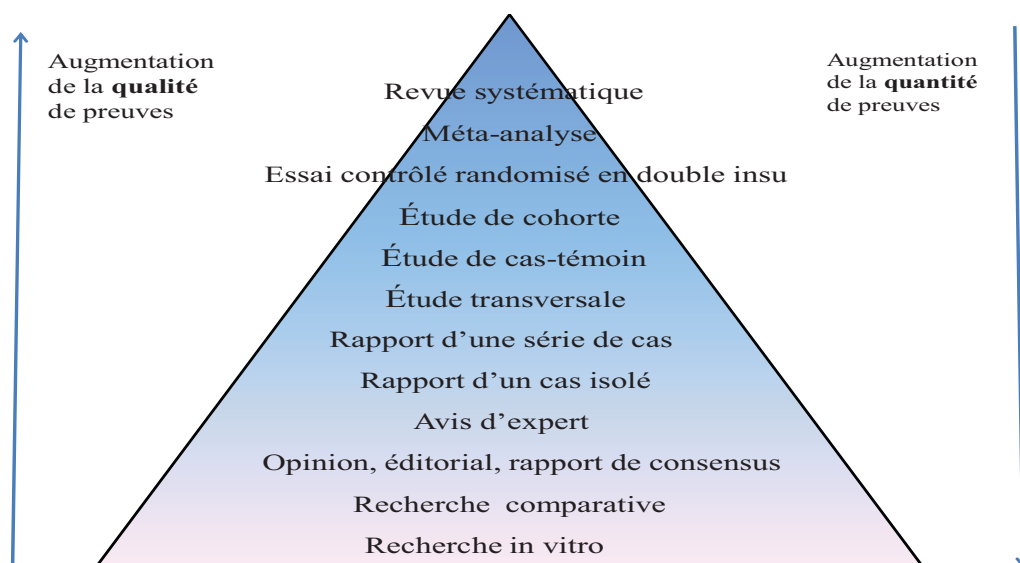 Augmentation
de la qualité
de preuves
Augmentation
de la quantité
de preuves
Revue systématique
Méta-analyse
Essai contrôlé randomisé en double insu
Étude de cohorte
Étude de cas-témoin
Étude transversale
Rapport d’une série de cas
Rapport d’un cas isolé
Avis d’expert
Opinion, éditorial, rapport de consensus
Recherche comparative
Recherche in vitro